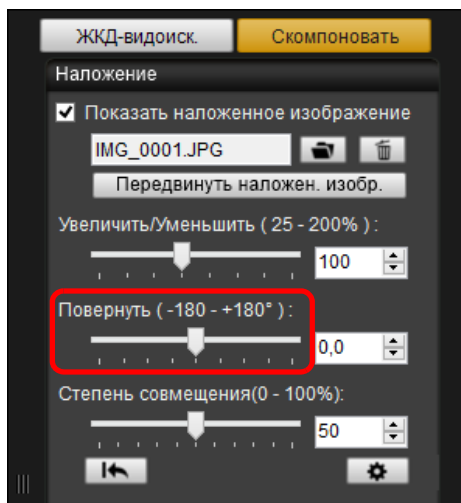 ЖКД-видоиск. Скомпоновать
Наложение
Показать наложенное изображение
IMG_0001.JPG
Передвинуть наложен. изобр.
Увеличить/Уменьшить ( 25 - 200% ) :
100
Повернуть ( -180 - +180° ) :
0,0
Степень совмещения(0 - 100%):
50